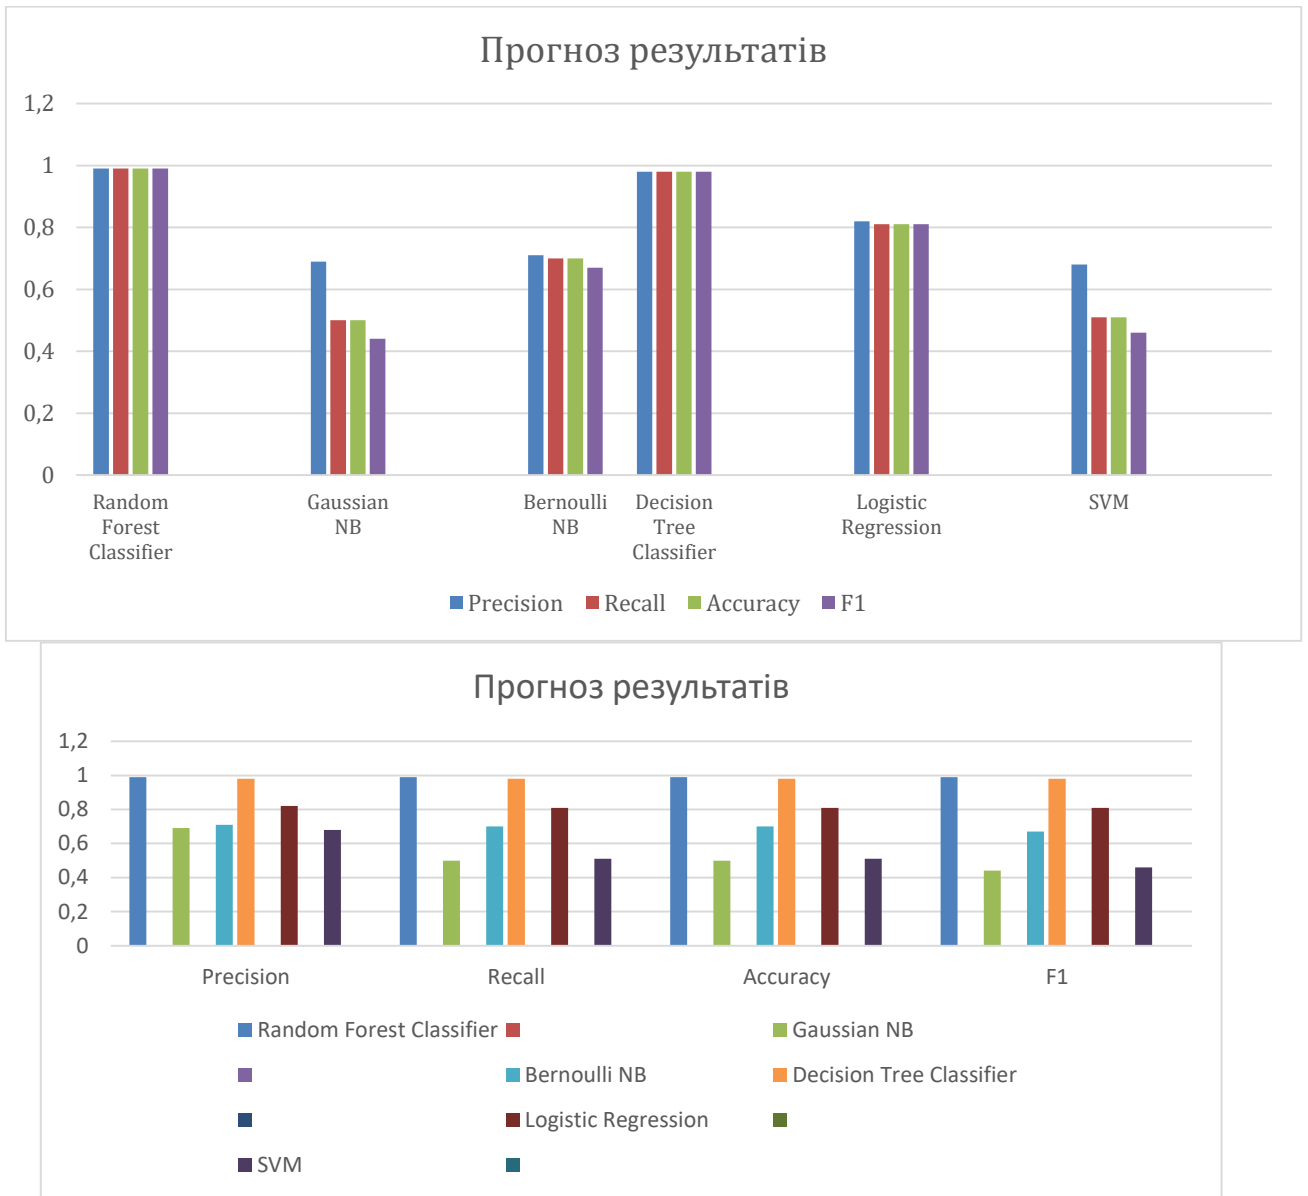 Прогноз результатів
1,2
1
0,8
0,6
0,4
0,2
0
Random Forest Classifier
Gaussian NB
Bernoulli NB
Decision Tree Classifier
Logistic Regression
SVM
Precision Recall Accuracy F1
Прогноз результатів
1,2
1
0,8
0,6
0,4
0,2
0
Precision Recall Accuracy F1
Random Forest Classifier Gaussian NB
Bernoulli NB Decision Tree Classifier
Logistic Regression
SVM